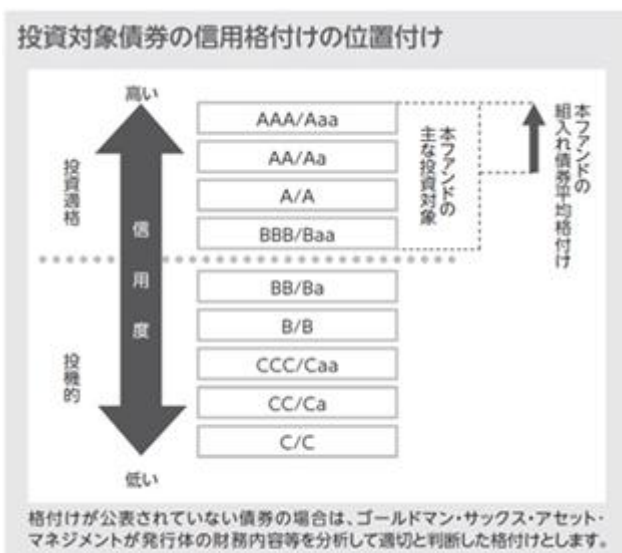 投資対象債券の信用格付けの位置付け
高い
投資適格
信用度
投機的
低い
AAA/Aaa
AA/Aa
A/A
BBB/Baa
BB/Ba
B/B
CCC/Caa
CC/Ca
C/C
本ファンドの
主な投資対象
本ファンドの
組入れ債券平均格付け
格付けが公表されていない債券の場合は、ゴールドマン・サックス・アセット・
マネジメントが発行体の財務内容等を分析して適切と判断した格付けとします。